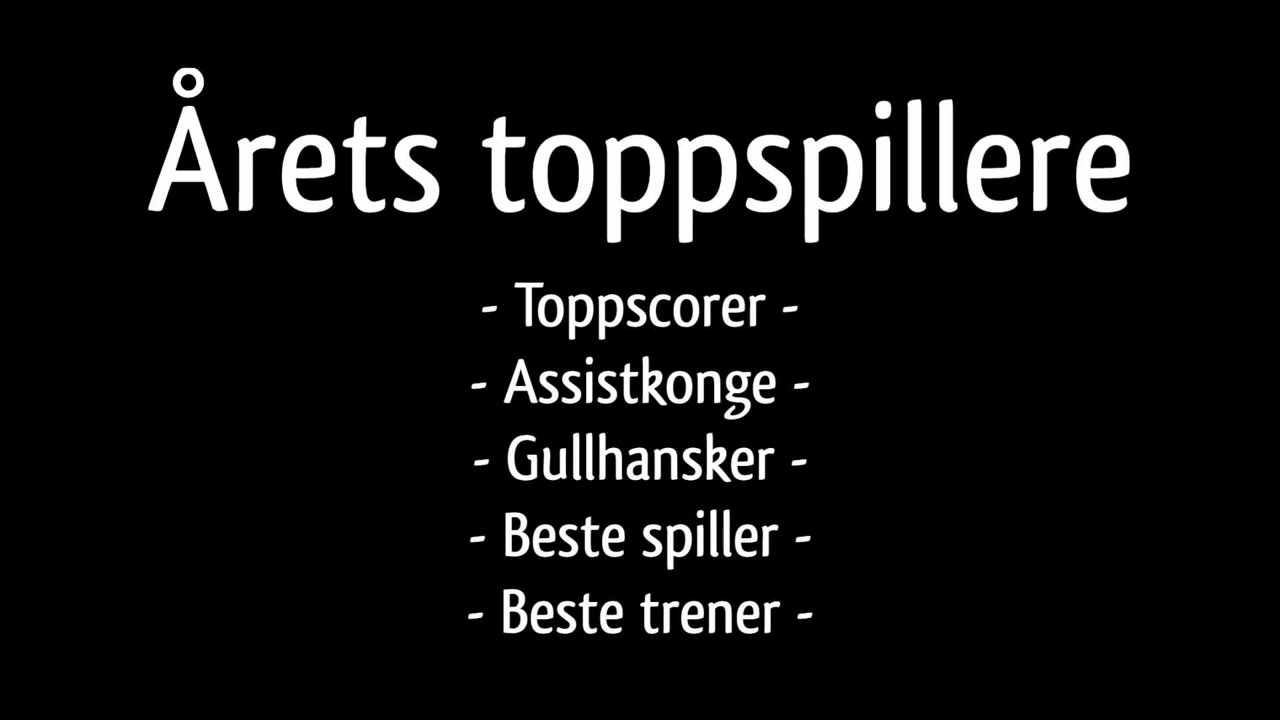 Årets toppspillere
- Toppscorer -
- Assistkonge -
- Gullhansker -
- Beste spiller -
- Beste trener -